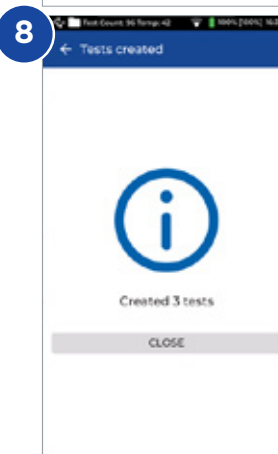 8
Test Count: 96 Temp: 42 100% [100%]
Tests created
Created 3 tests
CLOSE